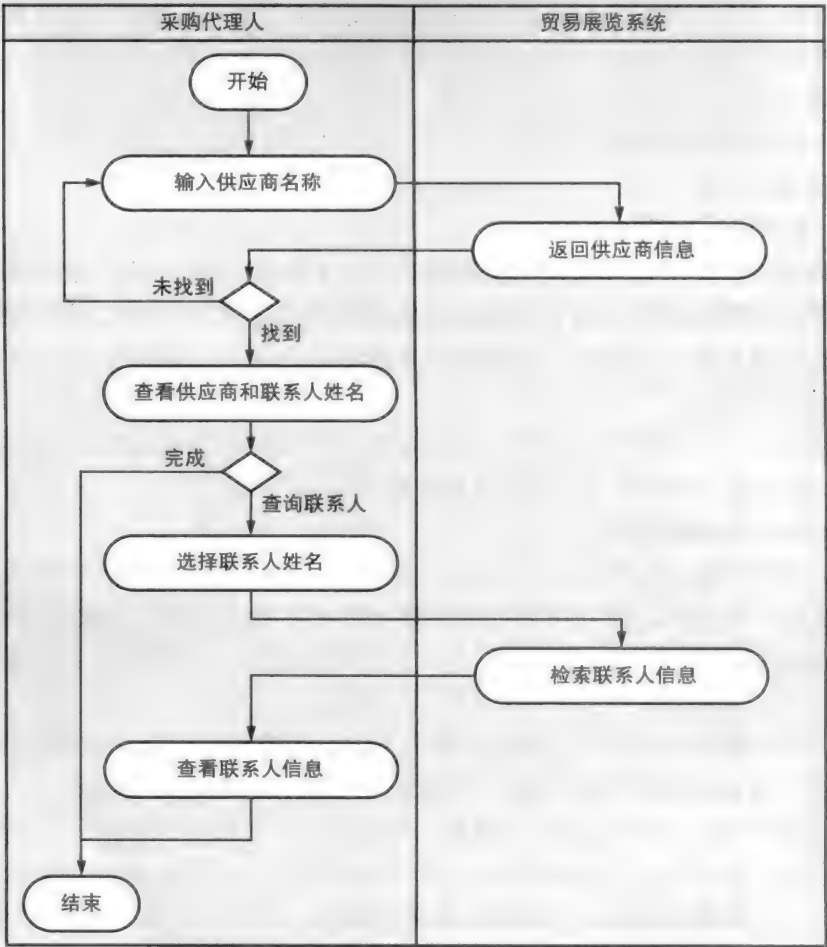 采购代理人
贸易展览系统
开始
输入供应商名称
返回供应商信息
未找到
找到
查看供应商和联系人姓名
完成
查询联系人
选择联系人姓名
检索联系人信息
查看联系人信息
结束